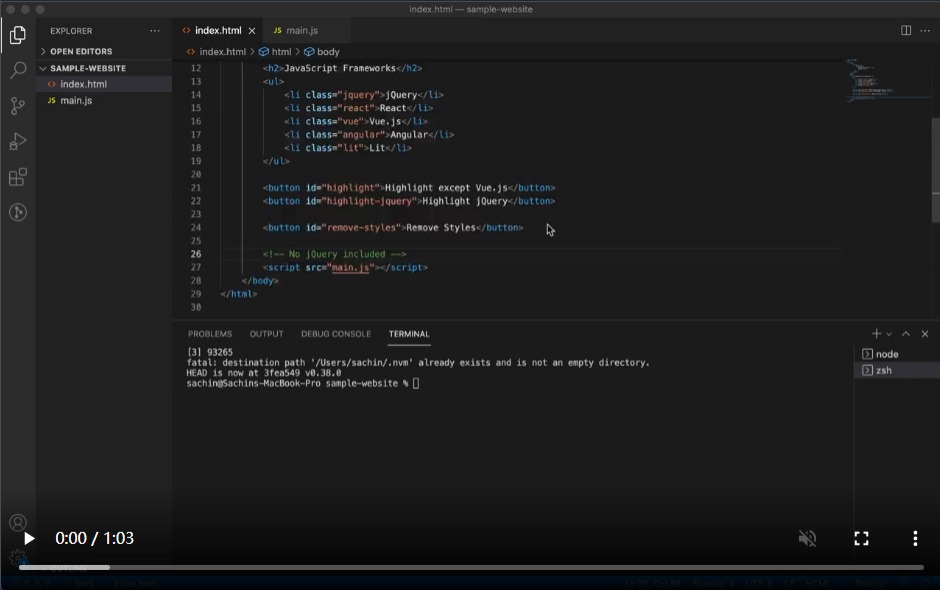 index.html — sample-website
EXPLORER
OPEN EDITORS
SAMPLE-WEBSITE
index.html
JS main.js
index.html
JS main.js
index.html > html > body
12 <h2>JavaScript Frameworks</h2>
13 <ul>
14 <li class="jquery">jQuery</li>
15 <li class="react">React</li>
16 <li class="vue">Vue.js</li>
17 <li class="angular">Angular</li>
18 <li class="lit">Lit</li>
19 </ul>
20
21 <button id="highlight">Highlight except Vue.js</button>
22 <button id="highlight-jquery">Highlight jQuery</button>
23
24 <button id="remove-styles">Remove Styles</button>
25
26 <!-- No jQuery included -->
27 <script src="main.js"></script>
28 </body>
29 </html>
30
PROBLEMS OUTPUT DEBUG CONSOLE TERMINAL
[3] 93265
fatal: destination path '/Users/sachin/.nvm' already exists and is not an empty directory.
HEAD is now at 3fea549 v0.38.0
sachin@Sachins-MacBook-Pro sample-website %
node
zsh
0:00 / 1:03
OUTLINE